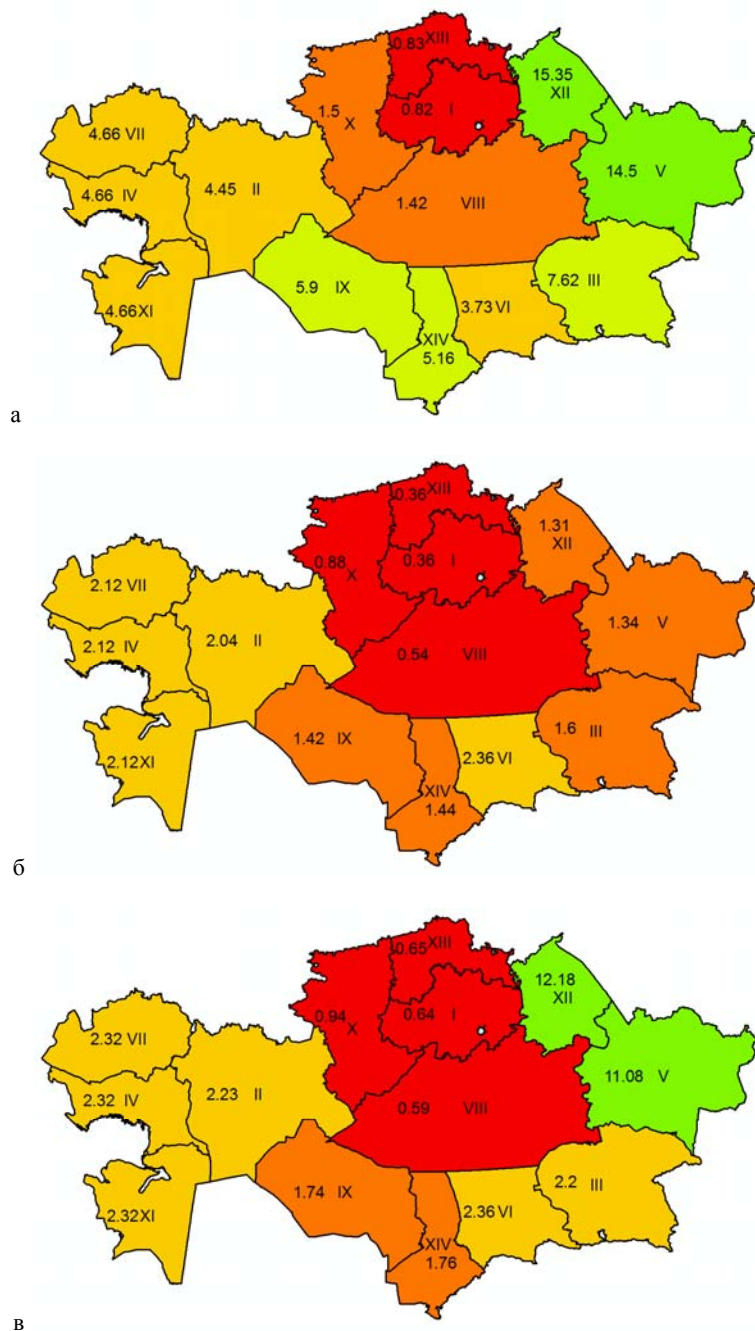 0.83 XIII
15.35
XII
1.5 X
0.82 I
4.66 VII
14.5 V
4.66 IV
4.45 II
1.42 VIII
5.9 IX
7.62 III
4.66 XI
3.73 VI
XIV
5.16
а
0.36 XIII
1.31
XII
0.88 X
0.36 I
2.12 VII
1.34 V
2.12 IV
2.04 II
0.54 VIII
1.42 IX
1.6 III
2.12 XI
2.36 VI
XIV
1.44
б
0.65 XIII
12.18
XII
0.94 X
0.64 I
2.32 VII
11.08 V
2.32 IV
2.23 II
0.59 VIII
1.74 IX
2.2 III
2.32 XI
2.36 VI
XIV
1.76
в